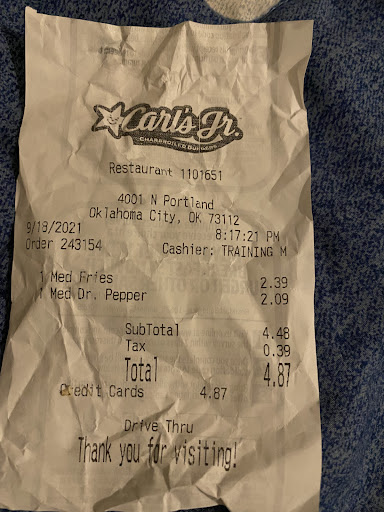 Carl's Jr.
CHARBROILED BURGERS
Restaurant 1101651
4001 N Portland
Oklahoma City, OK 73112
9/18/2021 8:17:21 PM
Order 243154 Cashier: TRAINING M
1 Med Fries 2.39
1 Med Dr. Pepper 2.09
SubTotal 4.48
Tax 0.39
Total 4.87
Credit Cards 4.87
Drive Thru
Thank you for visiting!